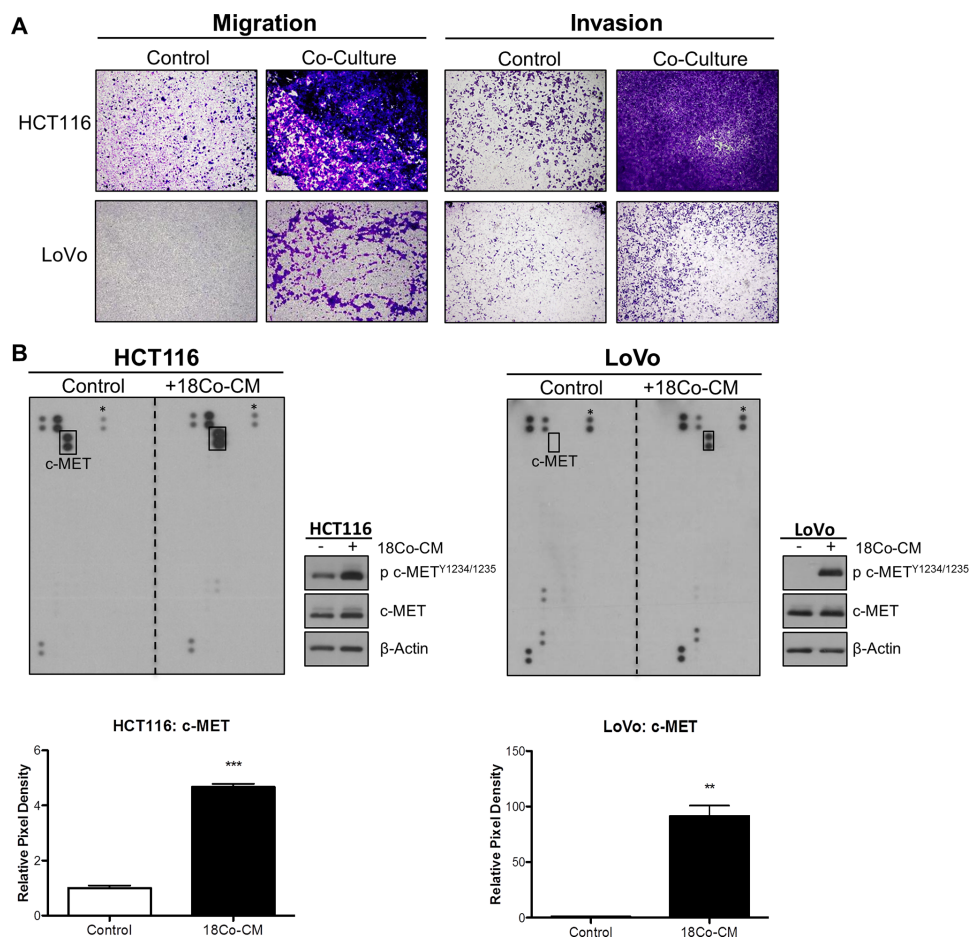 A
Migration Invasion
Control Co-Culture Control Co-Culture
HCT116
LoVo
B
HCT116
Control +18Co-CM
* *
c-MET
HCT116
- + 18Co-CM
p c-MET^Y1234/1235
c-MET
β-Actin
LoVo
Control +18Co-CM
* *
c-MET
LoVo
- + 18Co-CM
p c-MET^Y1234/1235
c-MET
β-Actin
HCT116: c-MET
Relative Pixel Density
6
4
2
0
***
Control 18Co-CM
LoVo: c-MET
Relative Pixel Density
150
100
50
0
**
Control 18Co-CM